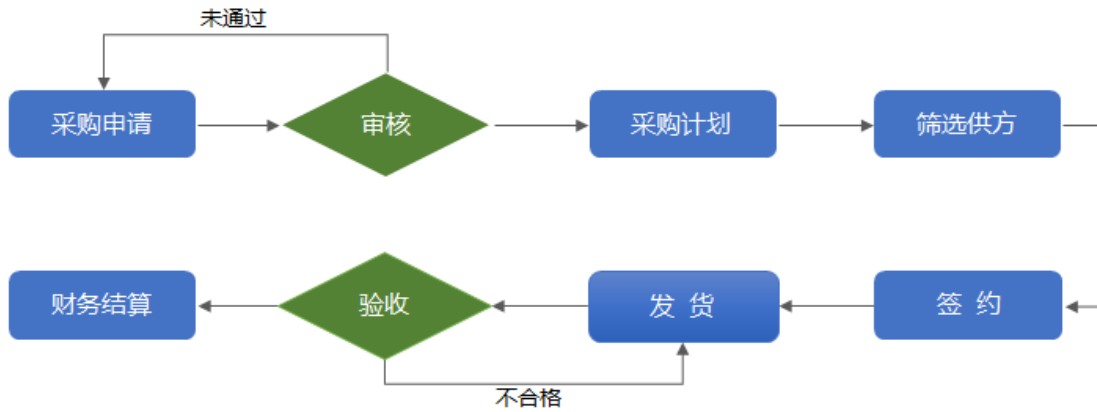 未通过
采购申请
审核
采购计划
筛选供方
财务结算
验收
发 货
签 约
不合格